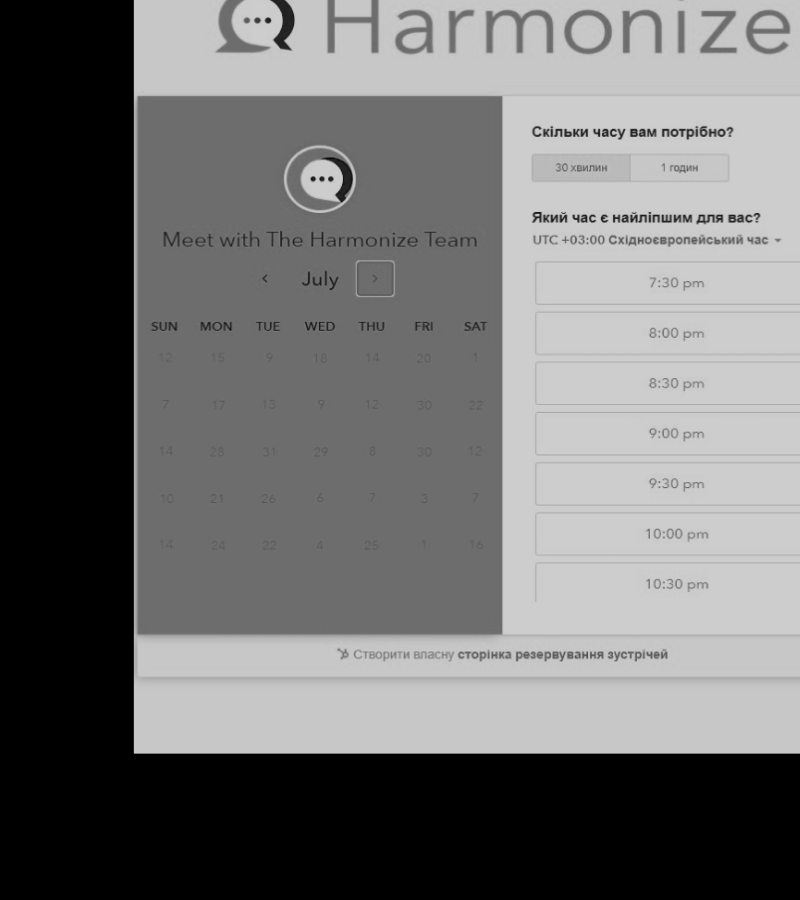 Harmonize
Meet with The Harmonize Team
July
SUN MON TUE WED THU FRI SAT
12 15 9 18 14 20 1
7 17 13 9 12 30 22
14 28 31 29 8 30 12
10 21 26 6 7 3 7
14 24 22 4 25 1 16
Скільки часу вам потрібно?
30 хвилин 1 годин
Який час є найліпшим для вас?
UTC +03:00 Східноєвропейський час
7:30 pm
8:00 pm
8:30 pm
9:00 pm
9:30 pm
10:00 pm
10:30 pm
Створити власну сторінка резервування зустрічей